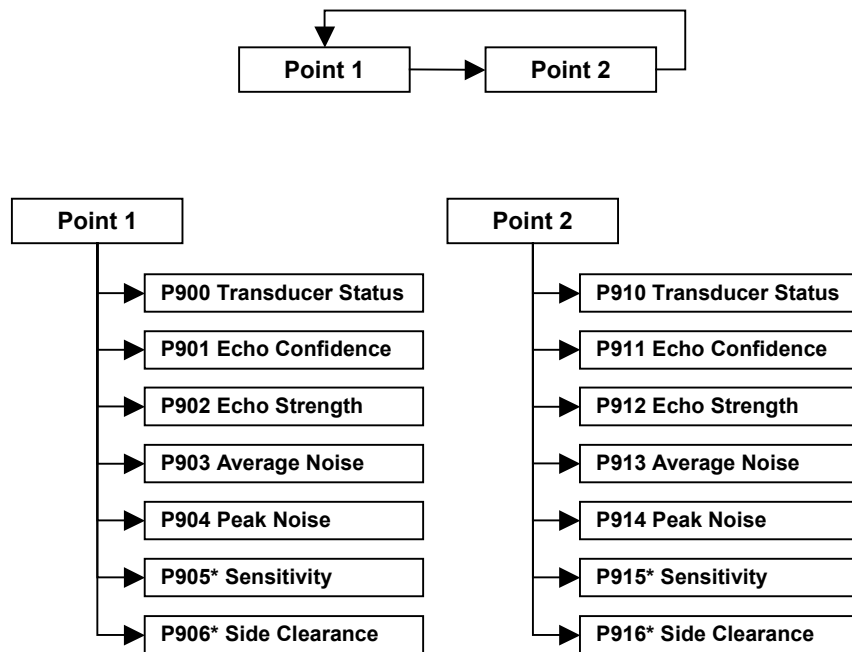 Point 1
Point 2
Point 1
P900 Transducer Status
P901 Echo Confidence
P902 Echo Strength
P903 Average Noise
P904 Peak Noise
P905* Sensitivity
P906* Side Clearance
Point 2
P910 Transducer Status
P911 Echo Confidence
P912 Echo Strength
P913 Average Noise
P914 Peak Noise
P915* Sensitivity
P916* Side Clearance